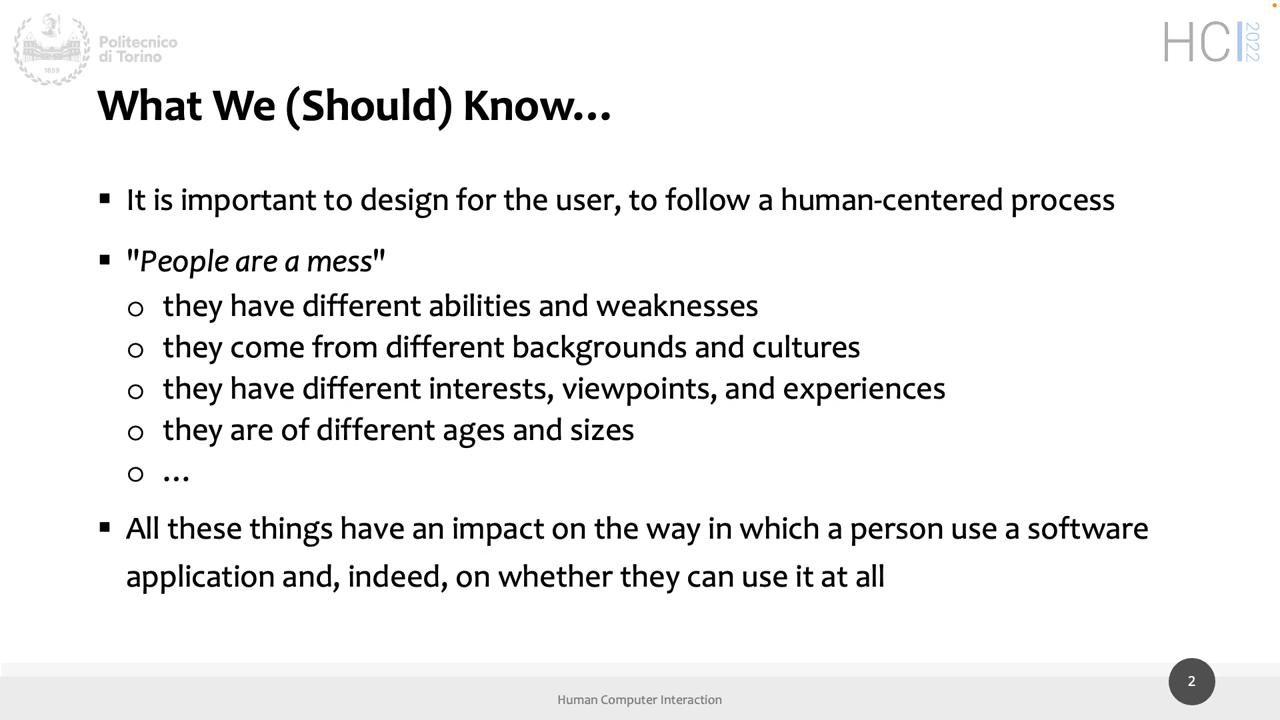 Politecnico
di Torino
1859
HCI 2022
What We (Should) Know...
▪ It is important to design for the user, to follow a human-centered process
▪ "People are a mess"
o they have different abilities and weaknesses
o they come from different backgrounds and cultures
o they have different interests, viewpoints, and experiences
o they are of different ages and sizes
o ...
▪ All these things have an impact on the way in which a person use a software
application and, indeed, on whether they can use it at all
2
Human Computer Interaction